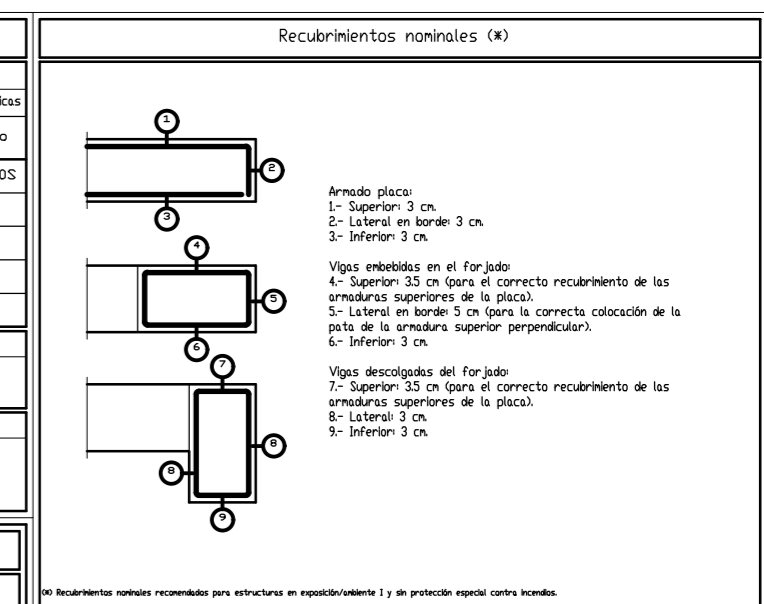 Recubrimientos nominales (*)
icas
o
OS
1
2
3
4
5
6
7
8
8
9
Armado placa:
1.- Superior: 3 cm.
2.- Lateral en borde: 3 cm.
3.- Inferior: 3 cm.
Vigas embebidas en el forjado:
4.- Superior: 3.5 cm (para el correcto recubrimiento de las
armaduras superiores de la placa).
5.- Lateral en borde: 5 cm (para la correcta colocación de la
pata de la armadura superior perpendicular).
6.- Inferior: 3 cm.
Vigas descolgadas del forjado:
7.- Superior: 3.5 cm (para el correcto recubrimiento de las
armaduras superiores de la placa).
8.- Lateral: 3 cm.
9.- Inferior: 3 cm.
(*) Recubrimientos nominales recomendados para estructuras en exposición/ambiente I y sin protección especial contra incendios.